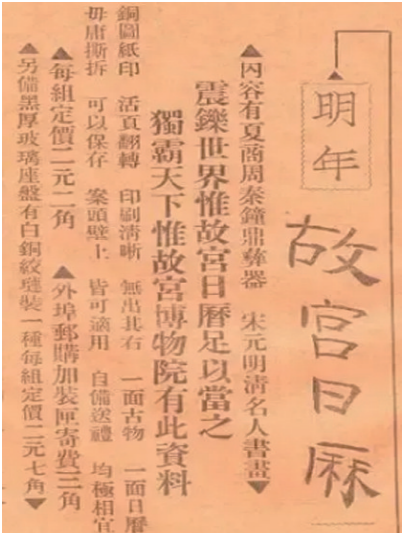 明年
故宮日厤
▲內容有夏商周秦鐘鼎彝器 宋元明清名人書畫▼
震鑠世界惟故宮日曆足以當之
獨霸天下惟故宮博物院有此資料
銅圖紙印 活頁翻轉 印刷清晰 無出其右 一面古物 一面日曆
毋庸撕拆 可以保存 案頭壁上 皆可適用 自備送禮 均極相宜
▲每組定價二元二角 ▲外埠郵購加裝匣寄費三角
▲另備黑厚玻璃座盤有白銅絞璉裝一種每組定價二元七角▼